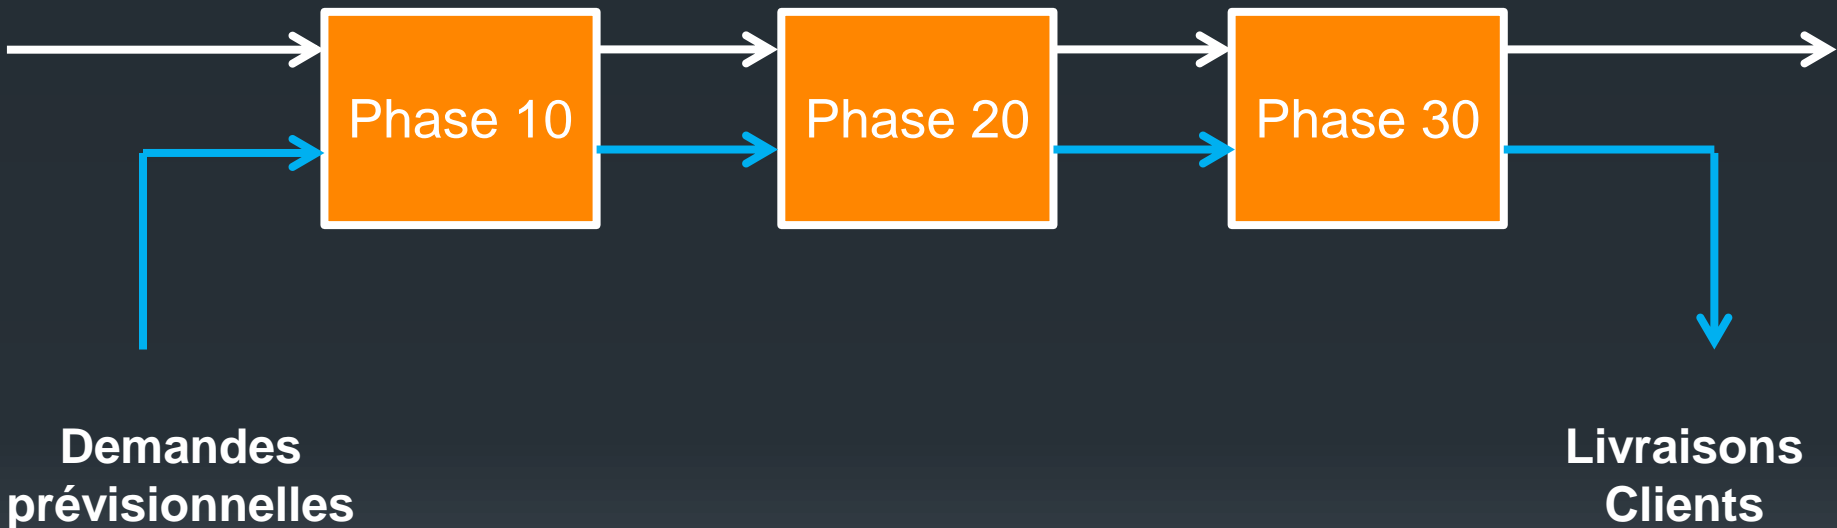 Phase 10
Phase 20
Phase 30
Demandes
prévisionnelles
Livraisons
Clients